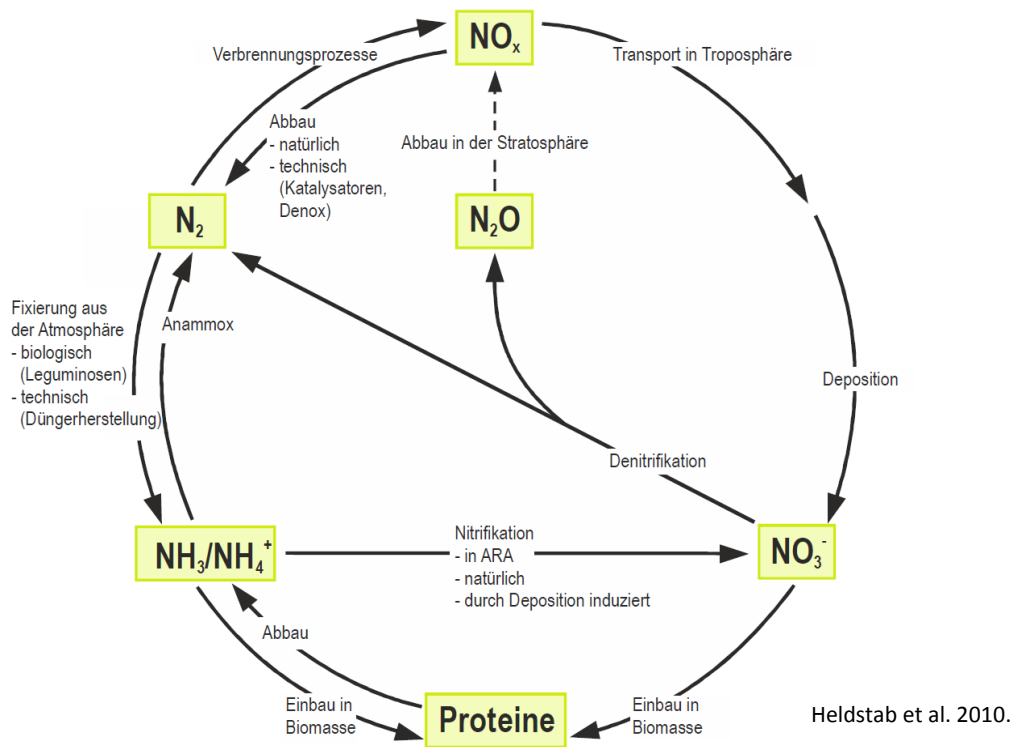 NOx
Verbrennungsprozesse
Transport in Troposphäre
Abbau
- natürlich
- technisch
(Katalysatoren,
Denox)
Abbau in der Stratosphäre
N2
N2O
Fixierung aus
der Atmosphäre
- biologisch
(Leguminosen)
- technisch
(Düngerherstellung)
Anammox
Deposition
Denitrifikation
NH3/NH4+
Nitrifikation
- in ARA
- natürlich
- durch Deposition induziert
NO3-
Abbau
Einbau in
Biomasse
Proteine
Einbau in
Biomasse
Heldstab et al. 2010.